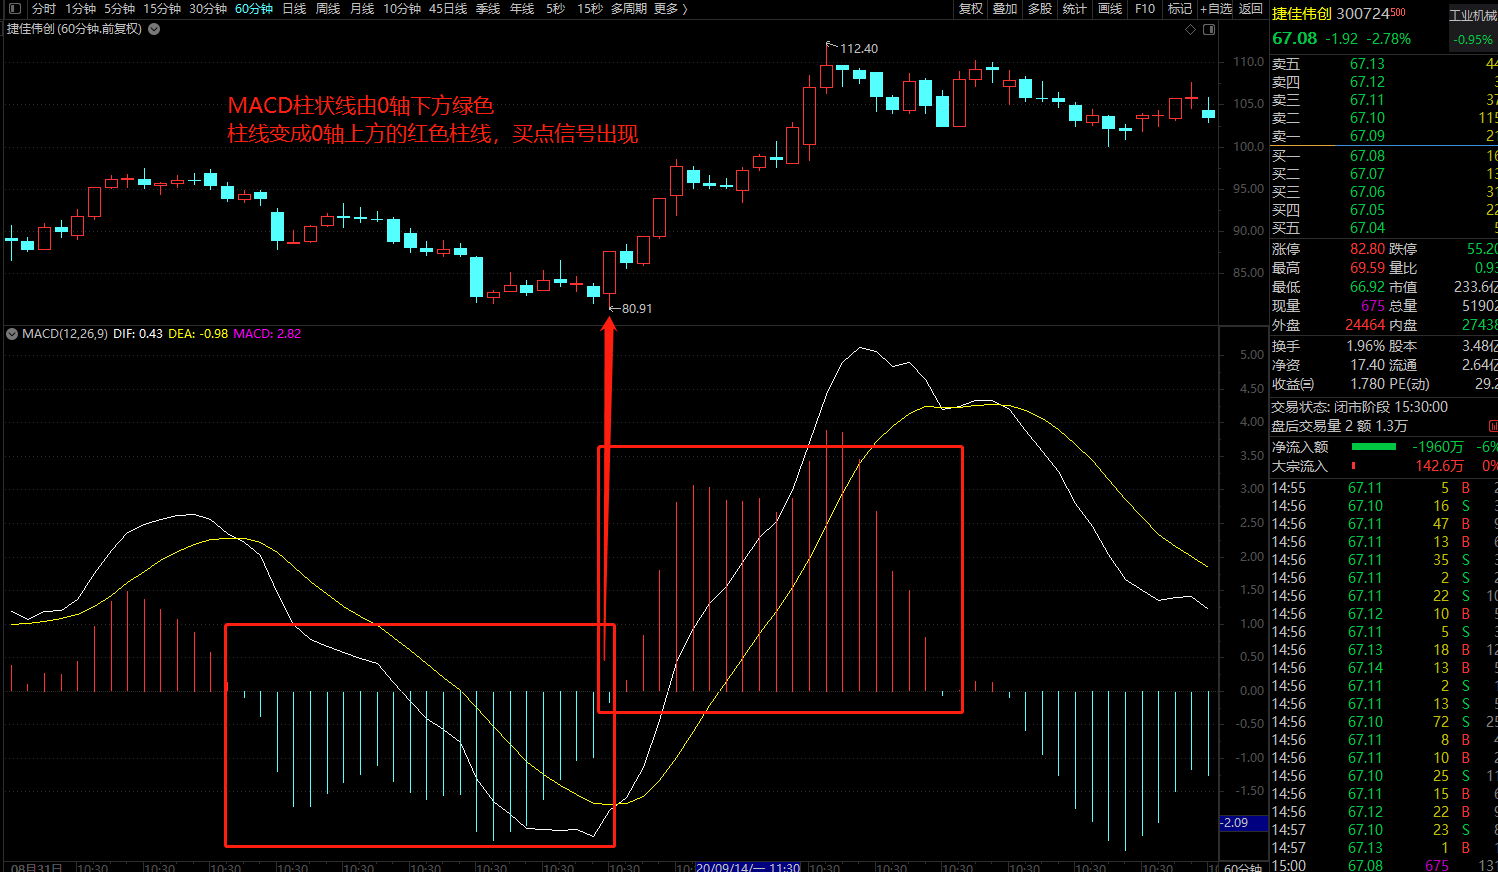 分时 1分钟 5分钟 15分钟 30分钟 60分钟 日线 周线 月线 10分钟 45日线 季线 年线 5秒 15秒 多周期 更多 〉 复权 叠加 多股 统计 画线 F10 标记 +自选 返回
捷佳伟创 (60分钟.前复权)
MACD柱状线由0轴下方绿色
柱线变成0轴上方的红色柱线，买点信号出现
112.40
80.91
110.0
105.0
100.0
95.00
90.00
85.00
MACD(12,26,9) DIF: 0.43 DEA: -0.98 MACD: 2.82
5.00
4.50
4.00
3.50
3.00
2.50
2.00
1.50
1.00
0.50
0.00
-0.50
-1.00
-1.50
-2.09
08月31日 10:30 10:30 10:30 10:30 10:30 10:30 10:30 10:30 10:30 20/09/14/一 11:30 10:30 10:30 10:30 10:30 10:30 10:30 60分钟
捷佳伟创 300724 500 工业机械
67.08 -1.92 -2.78% -0.95%
卖五 67.13
卖四 67.12
卖三 67.11
卖二 67.10 115
卖一 67.09
买一 67.08
买二 67.07
买三 67.06
买四 67.05
买五 67.04
涨停 82.80 跌停 55.20
最高 69.59 量比 0.93
最低 66.92 市值 233.6亿
现量 675 总量 51902
外盘 24464 内盘 27438
换手 1.96% 股本 3.48亿
净资 17.40 流通 2.64亿
收益㈢ 1.780 PE(动) 29.2
交易状态: 闭市阶段 15:30:00
盘后交易量 2 额 1.3万
净流入额 -1960万 -6%
大宗流入 142.6万 0%
14:55 67.11 5 B
14:56 67.10 16 S
14:56 67.11 47 B
14:56 67.11 13 B
14:56 67.11 35 S
14:56 67.11 2 S
14:56 67.11 22 S
14:56 67.12 10 B
14:56 67.11 5 S
14:56 67.13 18 B
14:56 67.14 13 B
14:56 67.11 2 S
14:56 67.11 13 S
14:56 67.10 72 S
14:56 67.11 8 B
14:56 67.11 10 B
14:56 67.10 25 S
14:56 67.11 15 B
14:56 67.12 22 B
14:57 67.10 23 S
14:57 67.13 1 B
15:00 67.08 675